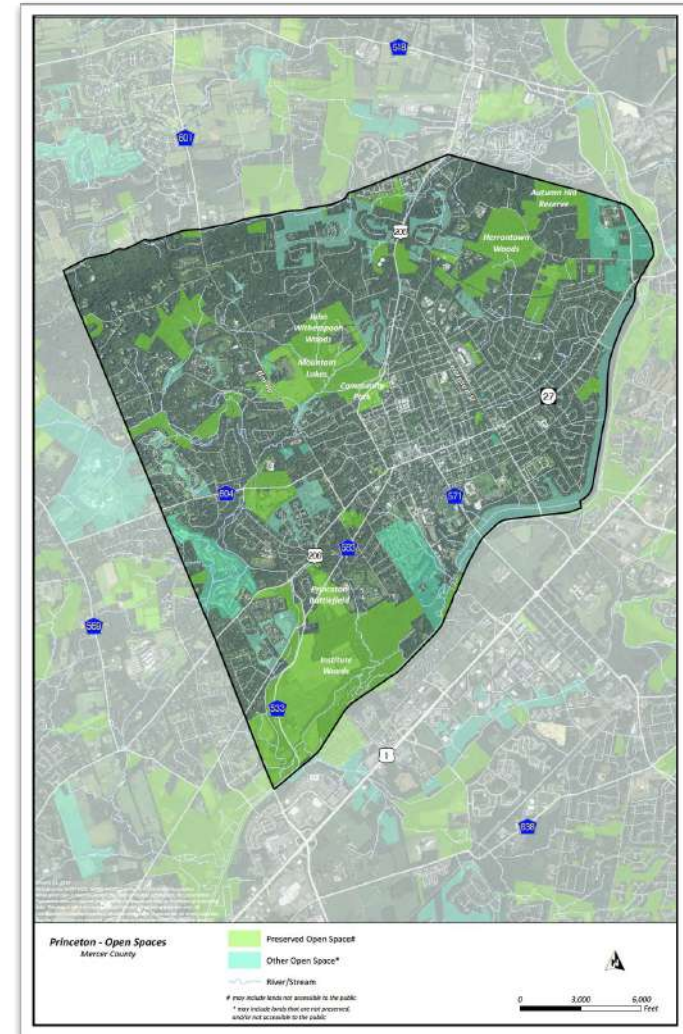 518
601
Autumn Hill
Reserve
206
Herrontown
Woods
John
Witherspoon
Woods
Mountain
Lakes
Community
Park
27
604
571
206
583
Princeton
Battlefield
569
Institute
Woods
533
1
638
Princeton - Open Spaces
Mercer County
Preserved Open Space#
Other Open Space*
River/Stream
# may include lands not accessible to the public
* may include lands that are not preserved,
and/or not accessible to the public
N
0 3,000 6,000
Feet